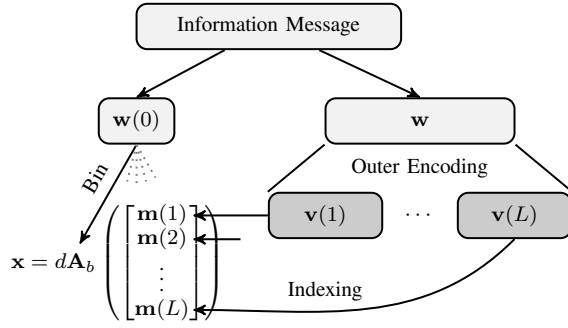 Information Message
w(0)
w
Bin
Outer Encoding
v(1)
· · ·
v(L)
m(1)
m(2)
⋮
m(L)
x = dA_b
Indexing